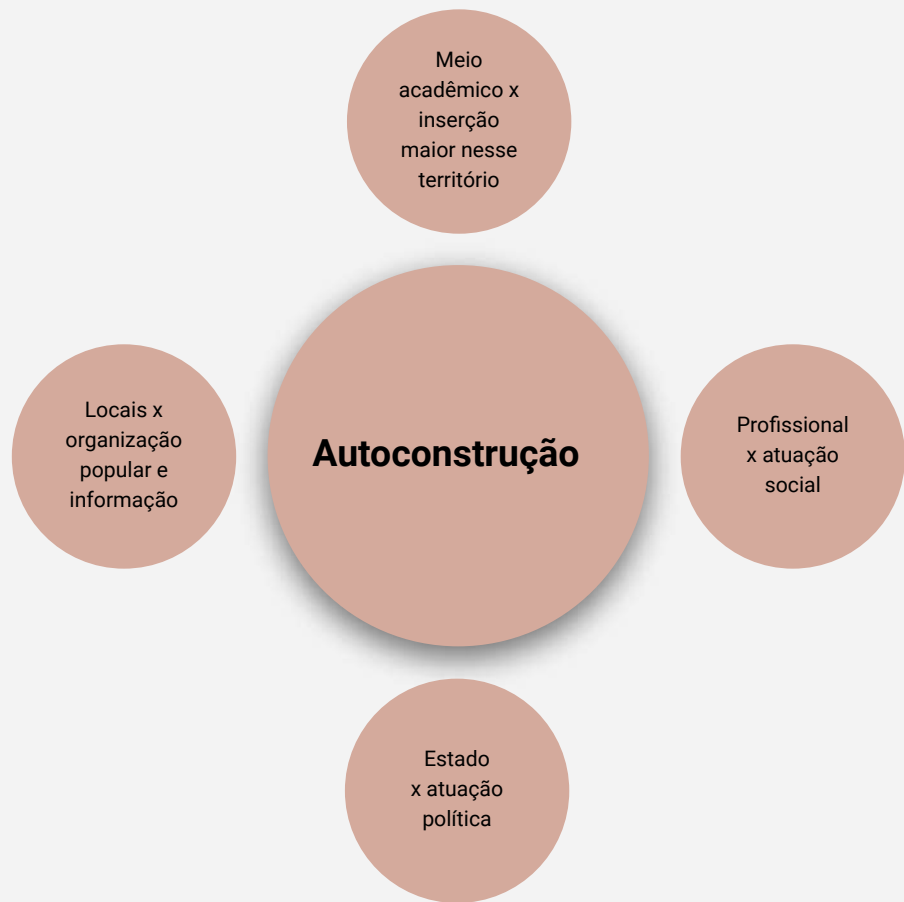 Meio
acadêmico x
inserção
maior nesse
território
Locais x
organização
popular e
informação
Autoconstrução
Profissional
x atuação
social
Estado
x atuação
política